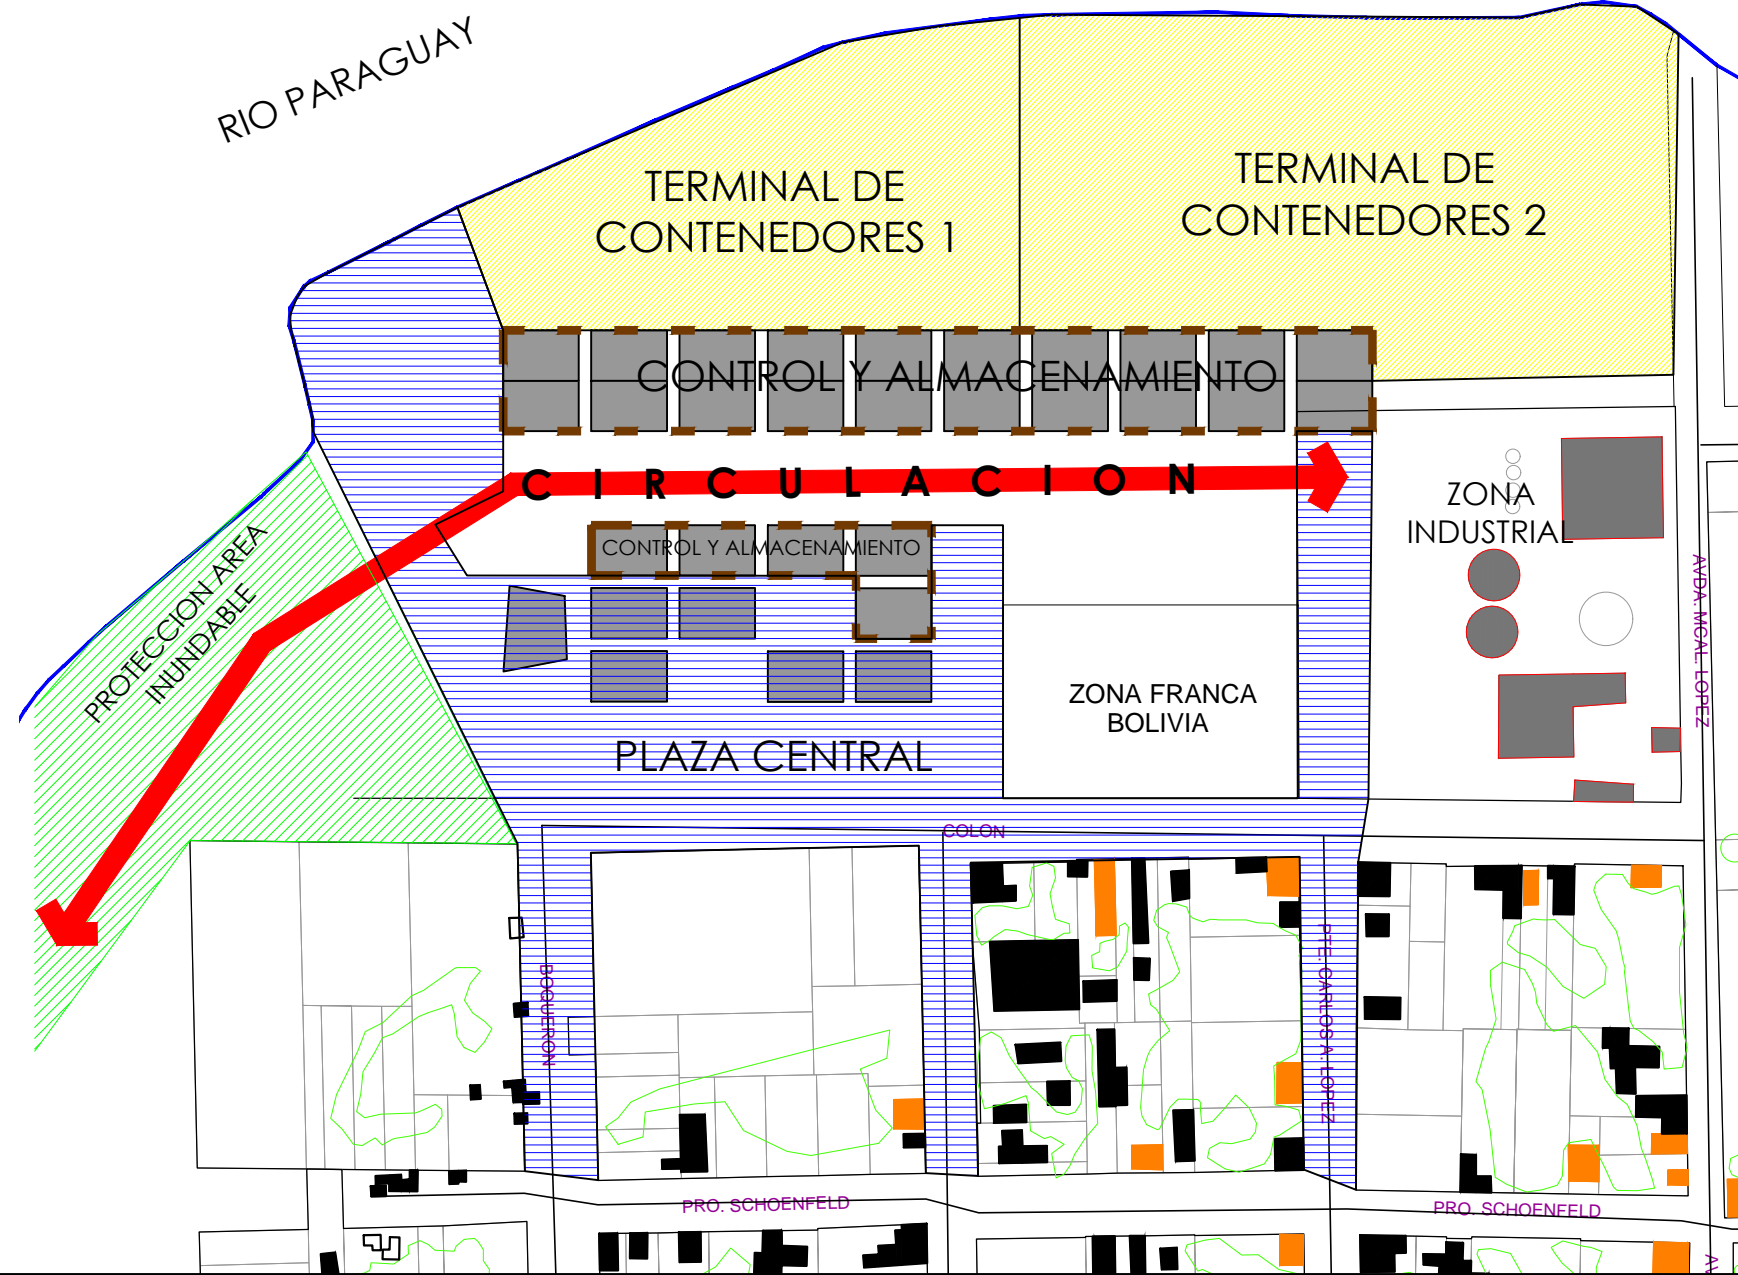 RIO PARAGUAY
TERMINAL DE
CONTENEDORES 1
TERMINAL DE
CONTENEDORES 2
CONTROL Y ALMACENAMIENTO
CIRCULACION
CONTROL Y ALMACENAMIENTO
ZONA
INDUSTRIAL
PROTECCION AREA
INUNDABLE
AVDA. MCAL. LOPEZ
ZONA FRANCA
BOLIVIA
PLAZA CENTRAL
COLON
BOQUERON
PTE. CARLOS A. LOPEZ
PRO. SCHOENFELD
PRO. SCHOENFELD